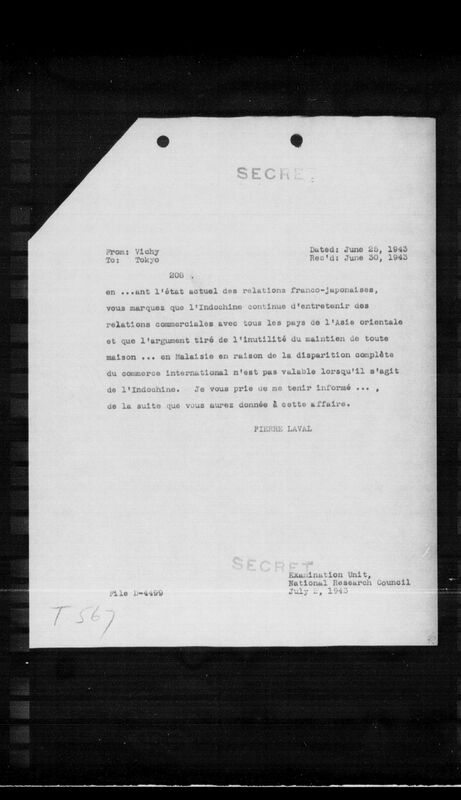 SECRET
From: Vichy
To: Tokyo
Dated: June 25, 1943
Rec'd: June 30, 1943
208 .
en ...ant l'état actuel des relations franco-japonaises,
vous marquez que l'Indochine continue d'entretenir des
relations commerciales avec tous les pays de l'Asie orientale
et que l'argument tiré de l'inutilité du maintien de toute
maison ... en Malaisie en raison de la disparition complète
du commerce international n'est pas valable lorsqu'il s'agit
de l'Indochine. Je vous prie de me tenir informé ... ,
de la suite que vous aurez donnée à cette affaire.
PIERRE LAVAL
SECRET
Examination Unit,
National Research Council
July 2, 1943
File D-4499
T 567